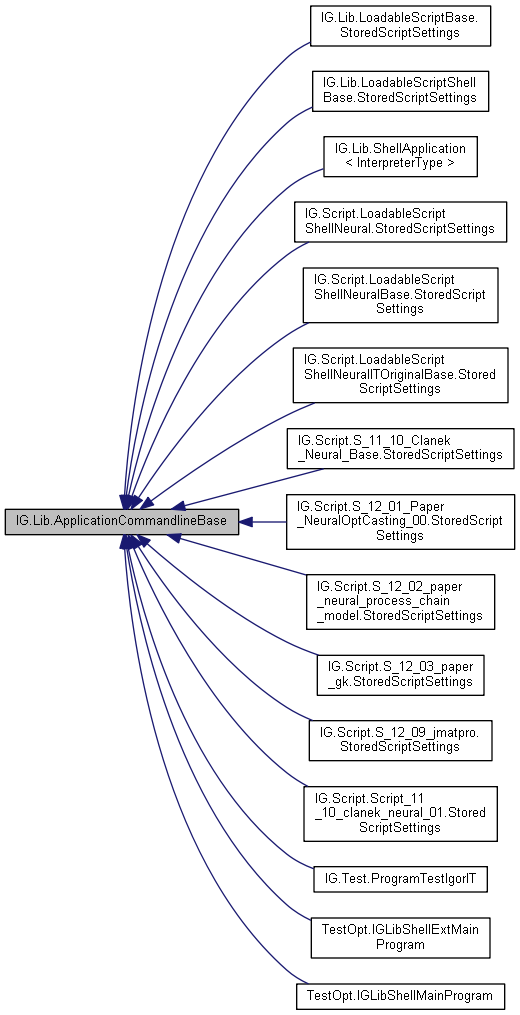 IG.Lib.LoadableScriptBase.
StoredScriptSettings
IG.Lib.LoadableScriptShell
Base.StoredScriptSettings
IG.Lib.ShellApplication
< InterpreterType >
IG.Script.LoadableScript
ShellNeural.StoredScriptSettings
IG.Script.LoadableScript
ShellNeuralBase.StoredScript
Settings
IG.Script.LoadableScript
ShellNeuralITOriginalBase.Stored
ScriptSettings
IG.Script.S_11_10_Clanek
_Neural_Base.StoredScriptSettings
IG.Lib.ApplicationCommandlineBase
IG.Script.S_12_01_Paper
_NeuralOptCasting_00.StoredScript
Settings
IG.Script.S_12_02_paper
_neural_process_chain
_model.StoredScriptSettings
IG.Script.S_12_03_paper
_gk.StoredScriptSettings
IG.Script.S_12_09_jmatpro.
StoredScriptSettings
IG.Script.Script_11
_10_clanek_neural_01.Stored
ScriptSettings
IG.Test.ProgramTestIgorIT
TestOpt.IGLibShellExtMain
Program
TestOpt.IGLibShellMainProgram